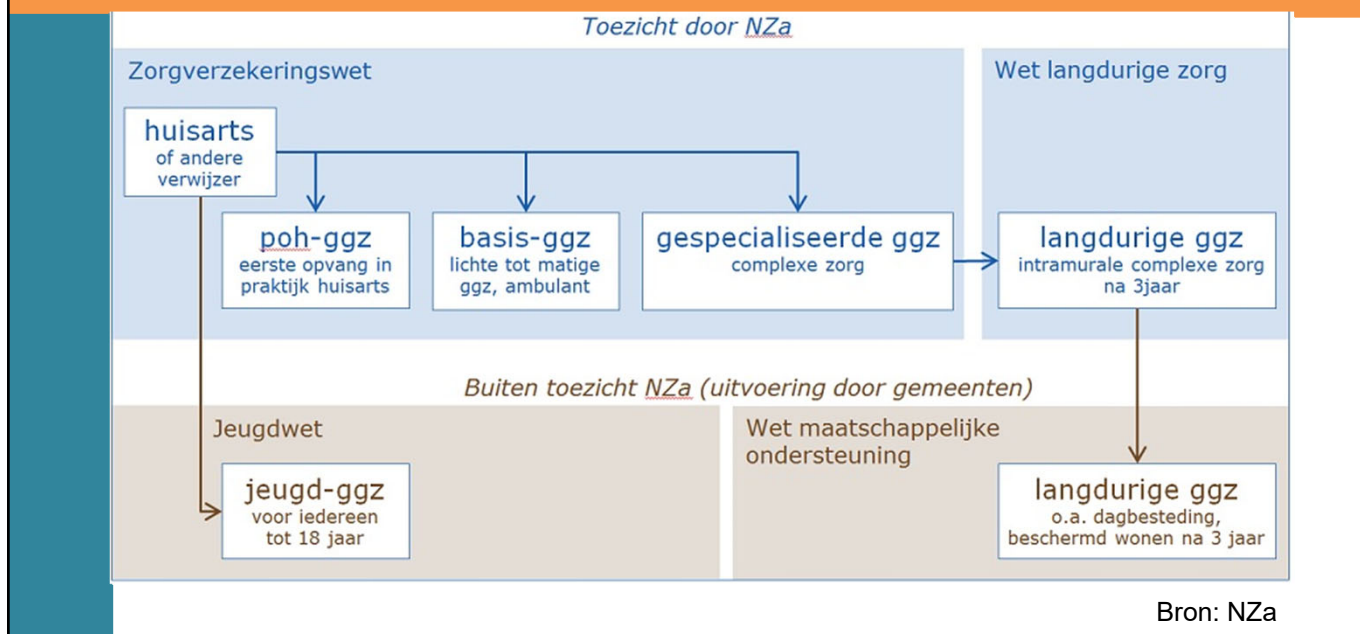 Toezicht door NZa
Zorgverzekeringswet
huisarts
of andere
verwijzer
poh-ggz
eerste opvang in
praktijk huisarts
basis-ggz
lichte tot matige
ggz, ambulant
gespecialiseerde ggz
complexe zorg
Wet langdurige zorg
langdurige ggz
intramurale complexe zorg
na 3jaar
Buiten toezicht NZa (uitvoering door gemeenten)
Jeugdwet
jeugd-ggz
voor iedereen
tot 18 jaar
Wet maatschappelijke
ondersteuning
langdurige ggz
o.a. dagbesteding,
beschermd wonen na 3 jaar
Bron: NZa